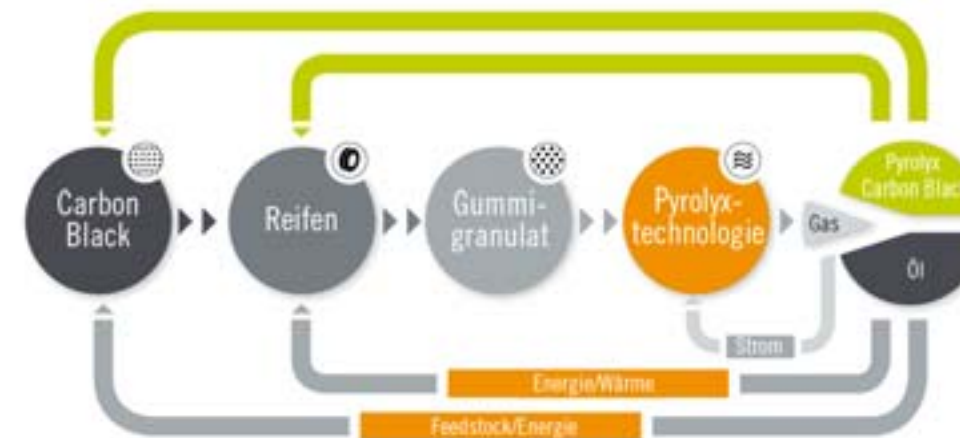 Carbon
Black
Reifen
Gummi-
granulat
Pyrolyx-
technologie
Gas
Pyrolyx
Carbon Black
Öl
Strom
Energie/Wärme
Feedstock/Energie